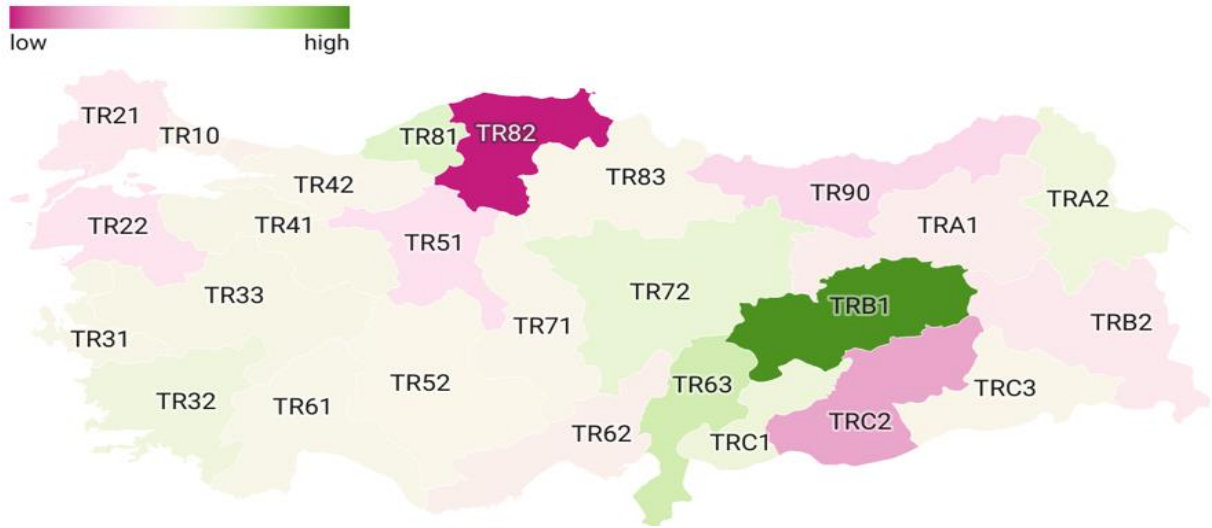 low high
TR21
TR10
TR81
TR82
TR42
TR83
TR90
TRA2
TR22
TR41
TR51
TRA1
TR33
TR72
TRB1
TR31
TR71
TRB2
TR32
TR61
TR52
TR63
TRC3
TR62
TRC1
TRC2